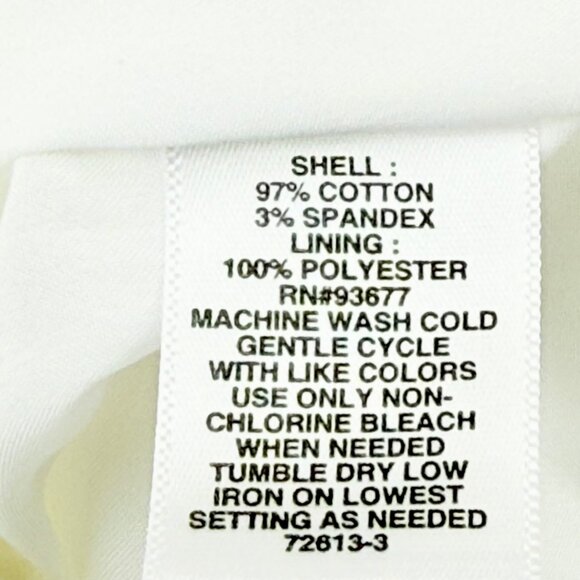 SHELL :
97% COTTON
3% SPANDEX
LINING :
100% POLYESTER
RN#93677
MACHINE WASH COLD
GENTLE CYCLE
WITH LIKE COLORS
USE ONLY NON-
CHLORINE BLEACH
WHEN NEEDED
TUMBLE DRY LOW
IRON ON LOWEST
SETTING AS NEEDED
72613-3